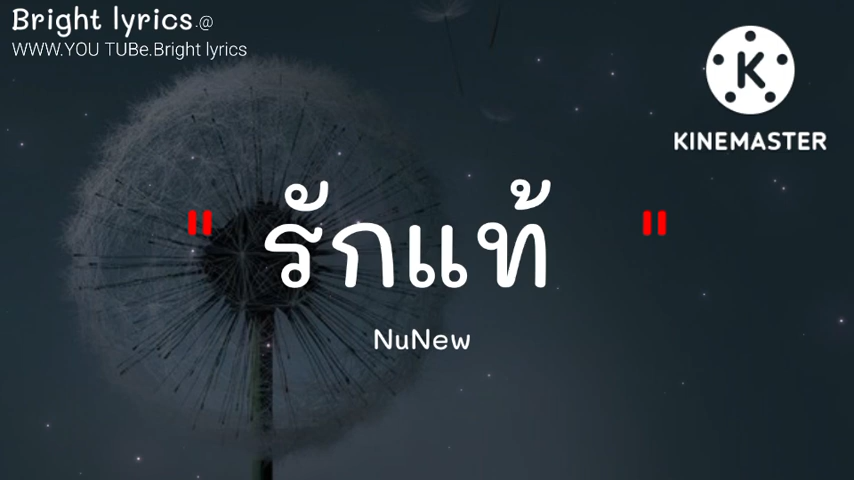 Bright lyrics.@
WWW.YOU TUBe.Bright lyrics
K
KINEMASTER
" รักแท้ "
NuNew